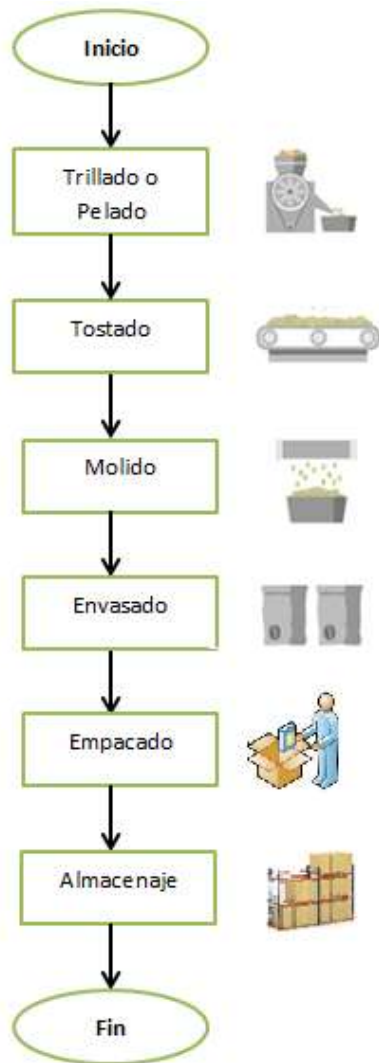 Inicio
Trillado o
Pelado
Tostado
Molido
Envasado
Empacado
Almacenaje
Fin